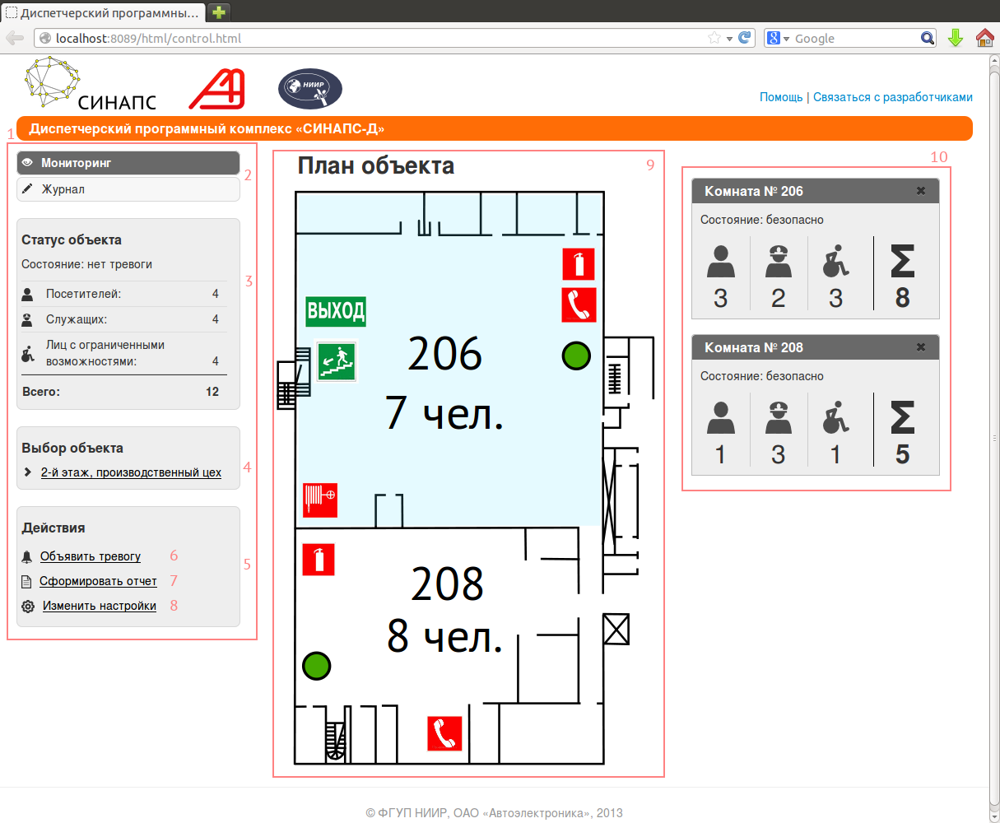 Диспетчерский программны...
localhost:8089/html/control.html
Google
СИНАПС
НИИР
Помощь | Связаться с разработчиками
Диспетчерский программный комплекс «СИНАПС-Д»
1
Мониторинг
2
Журнал
Статус объекта
Состояние: нет тревоги
3
Посетителей: 4
Служащих: 4
Лиц с ограниченными
возможностями: 4
Всего: 12
Выбор объекта
2-й этаж, производственный цех
4
Действия
Объявить тревогу 6
5
Сформировать отчет 7
Изменить настройки 8
План объекта
9
ВЫХОД
206
7 чел.
208
8 чел.
10
Комната № 206
Состояние: безопасно
3 2 3 Σ 8
Комната № 208
Состояние: безопасно
1 3 1 Σ 5
© ФГУП НИИР, ОАО «Автоэлектроника», 2013